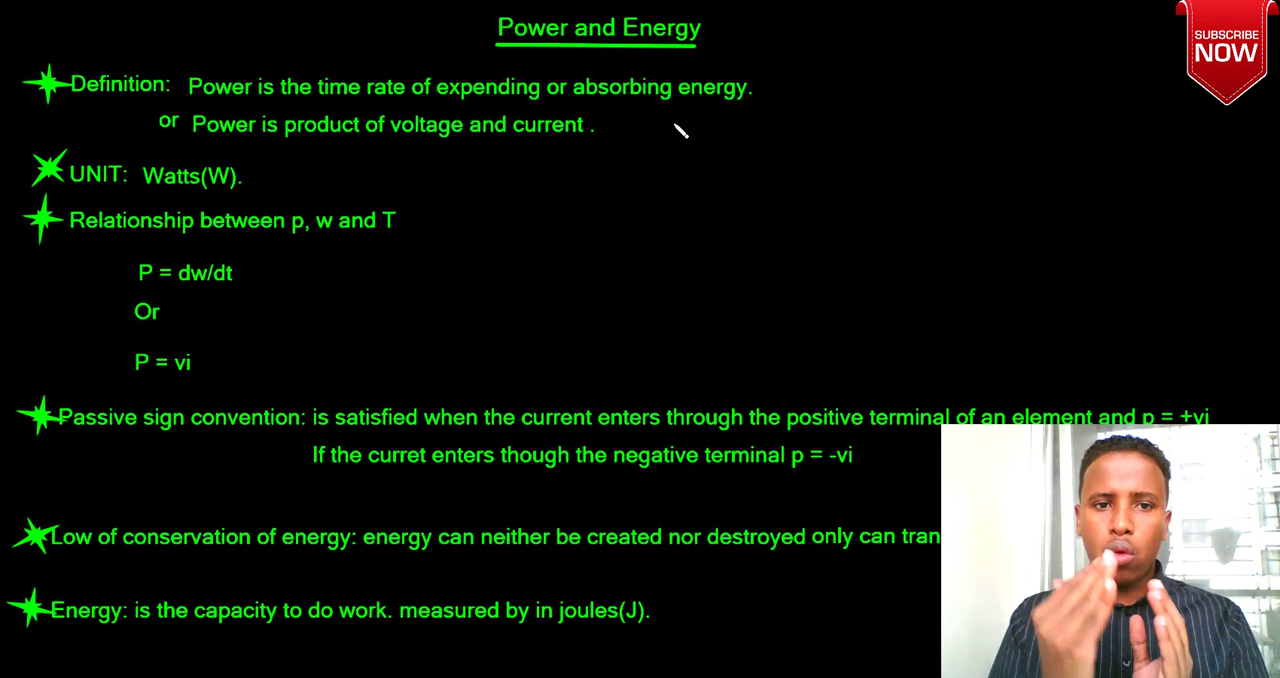 Power and Energy
SUBSCRIBE
NOW
Definition: Power is the time rate of expending or absorbing energy.
or Power is product of voltage and current .
UNIT: Watts(W).
Relationship between p, w and T
P = dw/dt
Or
P = vi
Passive sign convention: is satisfied when the current enters through the positive terminal of an element and p = +vi
If the curret enters though the negative terminal p = -vi
Low of conservation of energy: energy can neither be created nor destroyed only can tran
Energy: is the capacity to do work. measured by in joules(J).